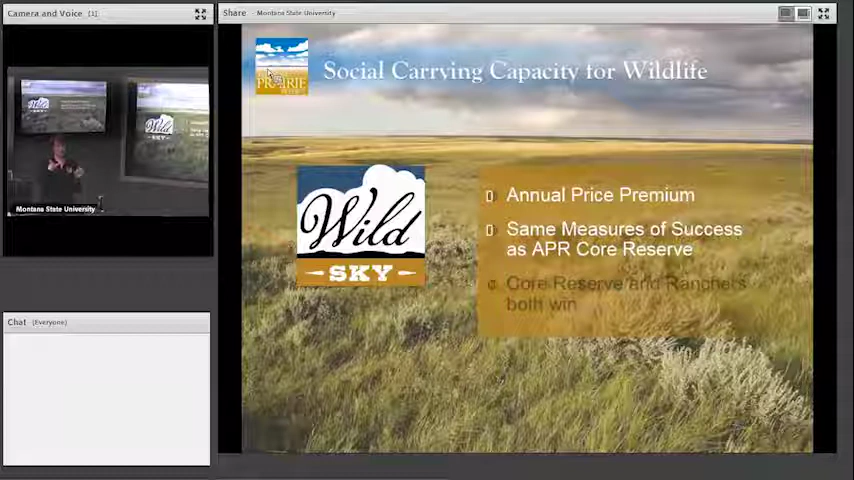 Camera and Voice (1)
Share - Montana State University
PRAIRIE
Social Carrying Capacity for Wildlife
Wild
SKY
Annual Price Premium
Same Measures of Success
as APR Core Reserve
Core Reserve and Ranchers
both win
Montana State University
Chat (Everyone)